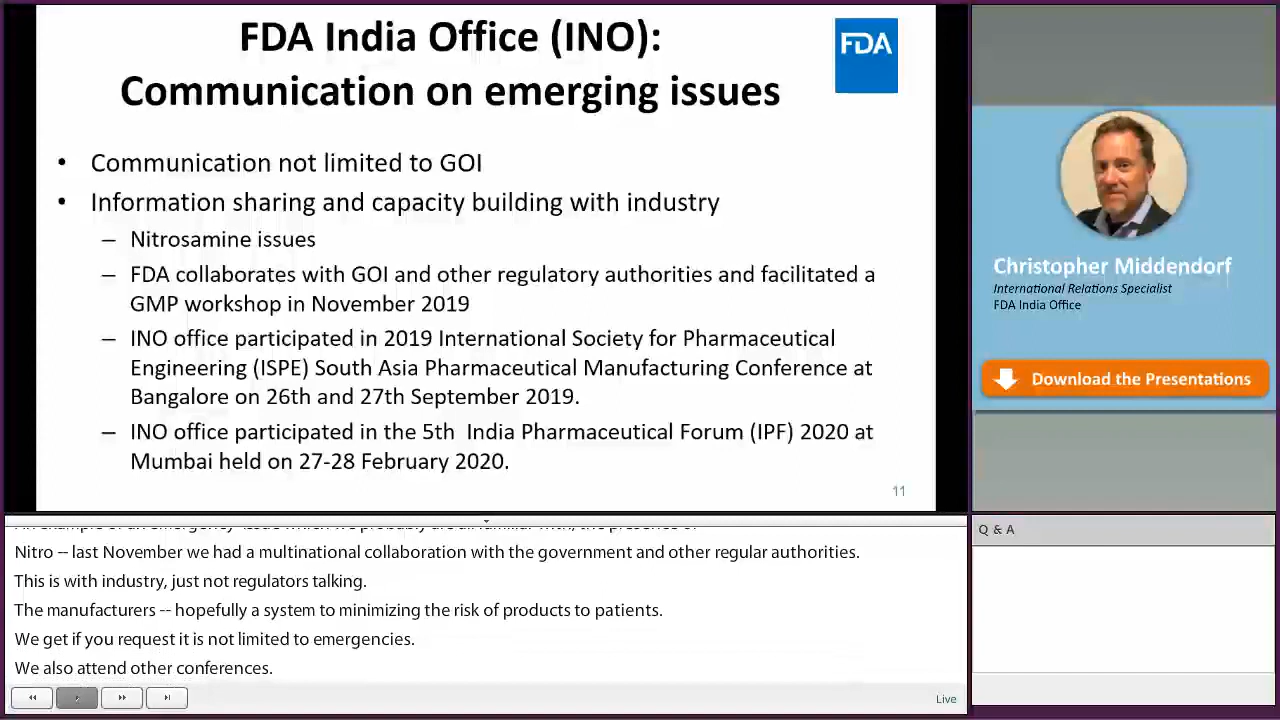 FDA India Office (INO):
Communication on emerging issues
FDA
• Communication not limited to GOI
• Information sharing and capacity building with industry
– Nitrosamine issues
– FDA collaborates with GOI and other regulatory authorities and facilitated a
GMP workshop in November 2019
– INO office participated in 2019 International Society for Pharmaceutical
Engineering (ISPE) South Asia Pharmaceutical Manufacturing Conference at
Bangalore on 26th and 27th September 2019.
– INO office participated in the 5th India Pharmaceutical Forum (IPF) 2020 at
Mumbai held on 27-28 February 2020.
11
Christopher Middendorf
International Relations Specialist
FDA India Office
Download the Presentations
Nitro -- last November we had a multinational collaboration with the government and other regular authorities.
This is with industry, just not regulators talking.
The manufacturers -- hopefully a system to minimizing the risk of products to patients.
We get if you request it is not limited to emergencies.
We also attend other conferences.
Live
Q & A